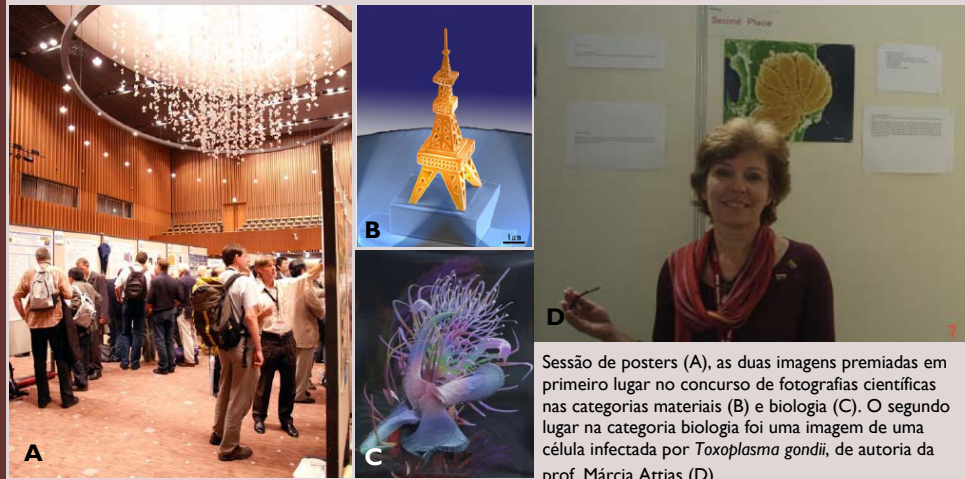 A
B
1 μm
C
Second Place
D
7
Sessão de posters (A), as duas imagens premiadas em
primeiro lugar no concurso de fotografias científicas
nas categorias materiais (B) e biologia (C). O segundo
lugar na categoria biologia foi uma imagem de uma
célula infectada por Toxoplasma gondii, de autoria da
prof. Márcia Attias (D)